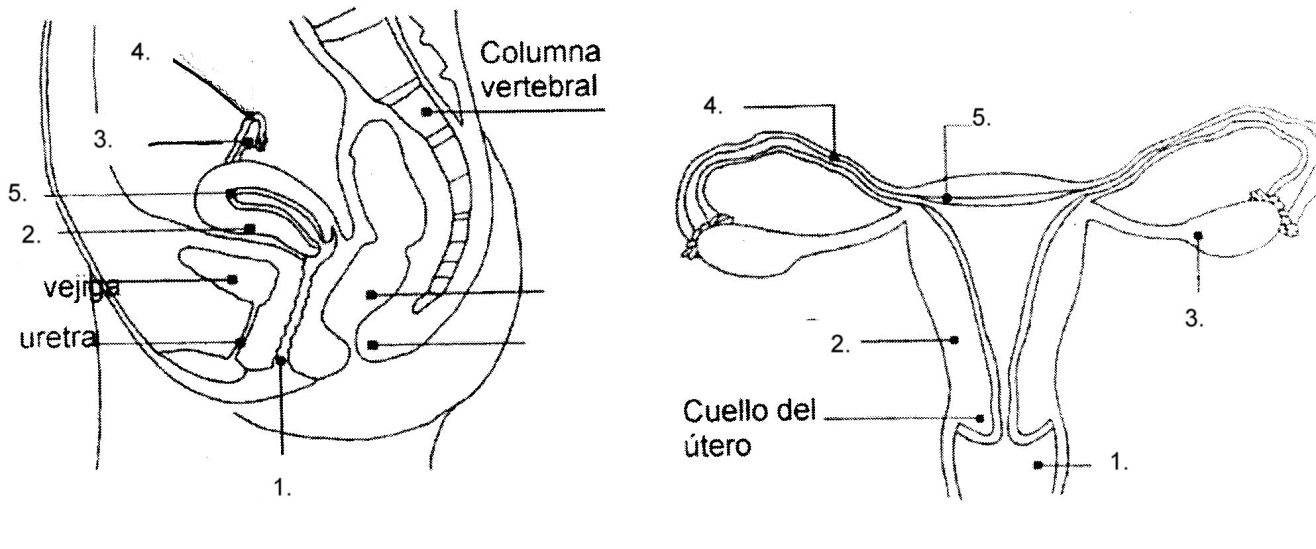 4.
Columna
vertebral
3.
5.
2.
vejiga
uretra
1.
4.
5.
3.
2.
Cuello del
útero
1.